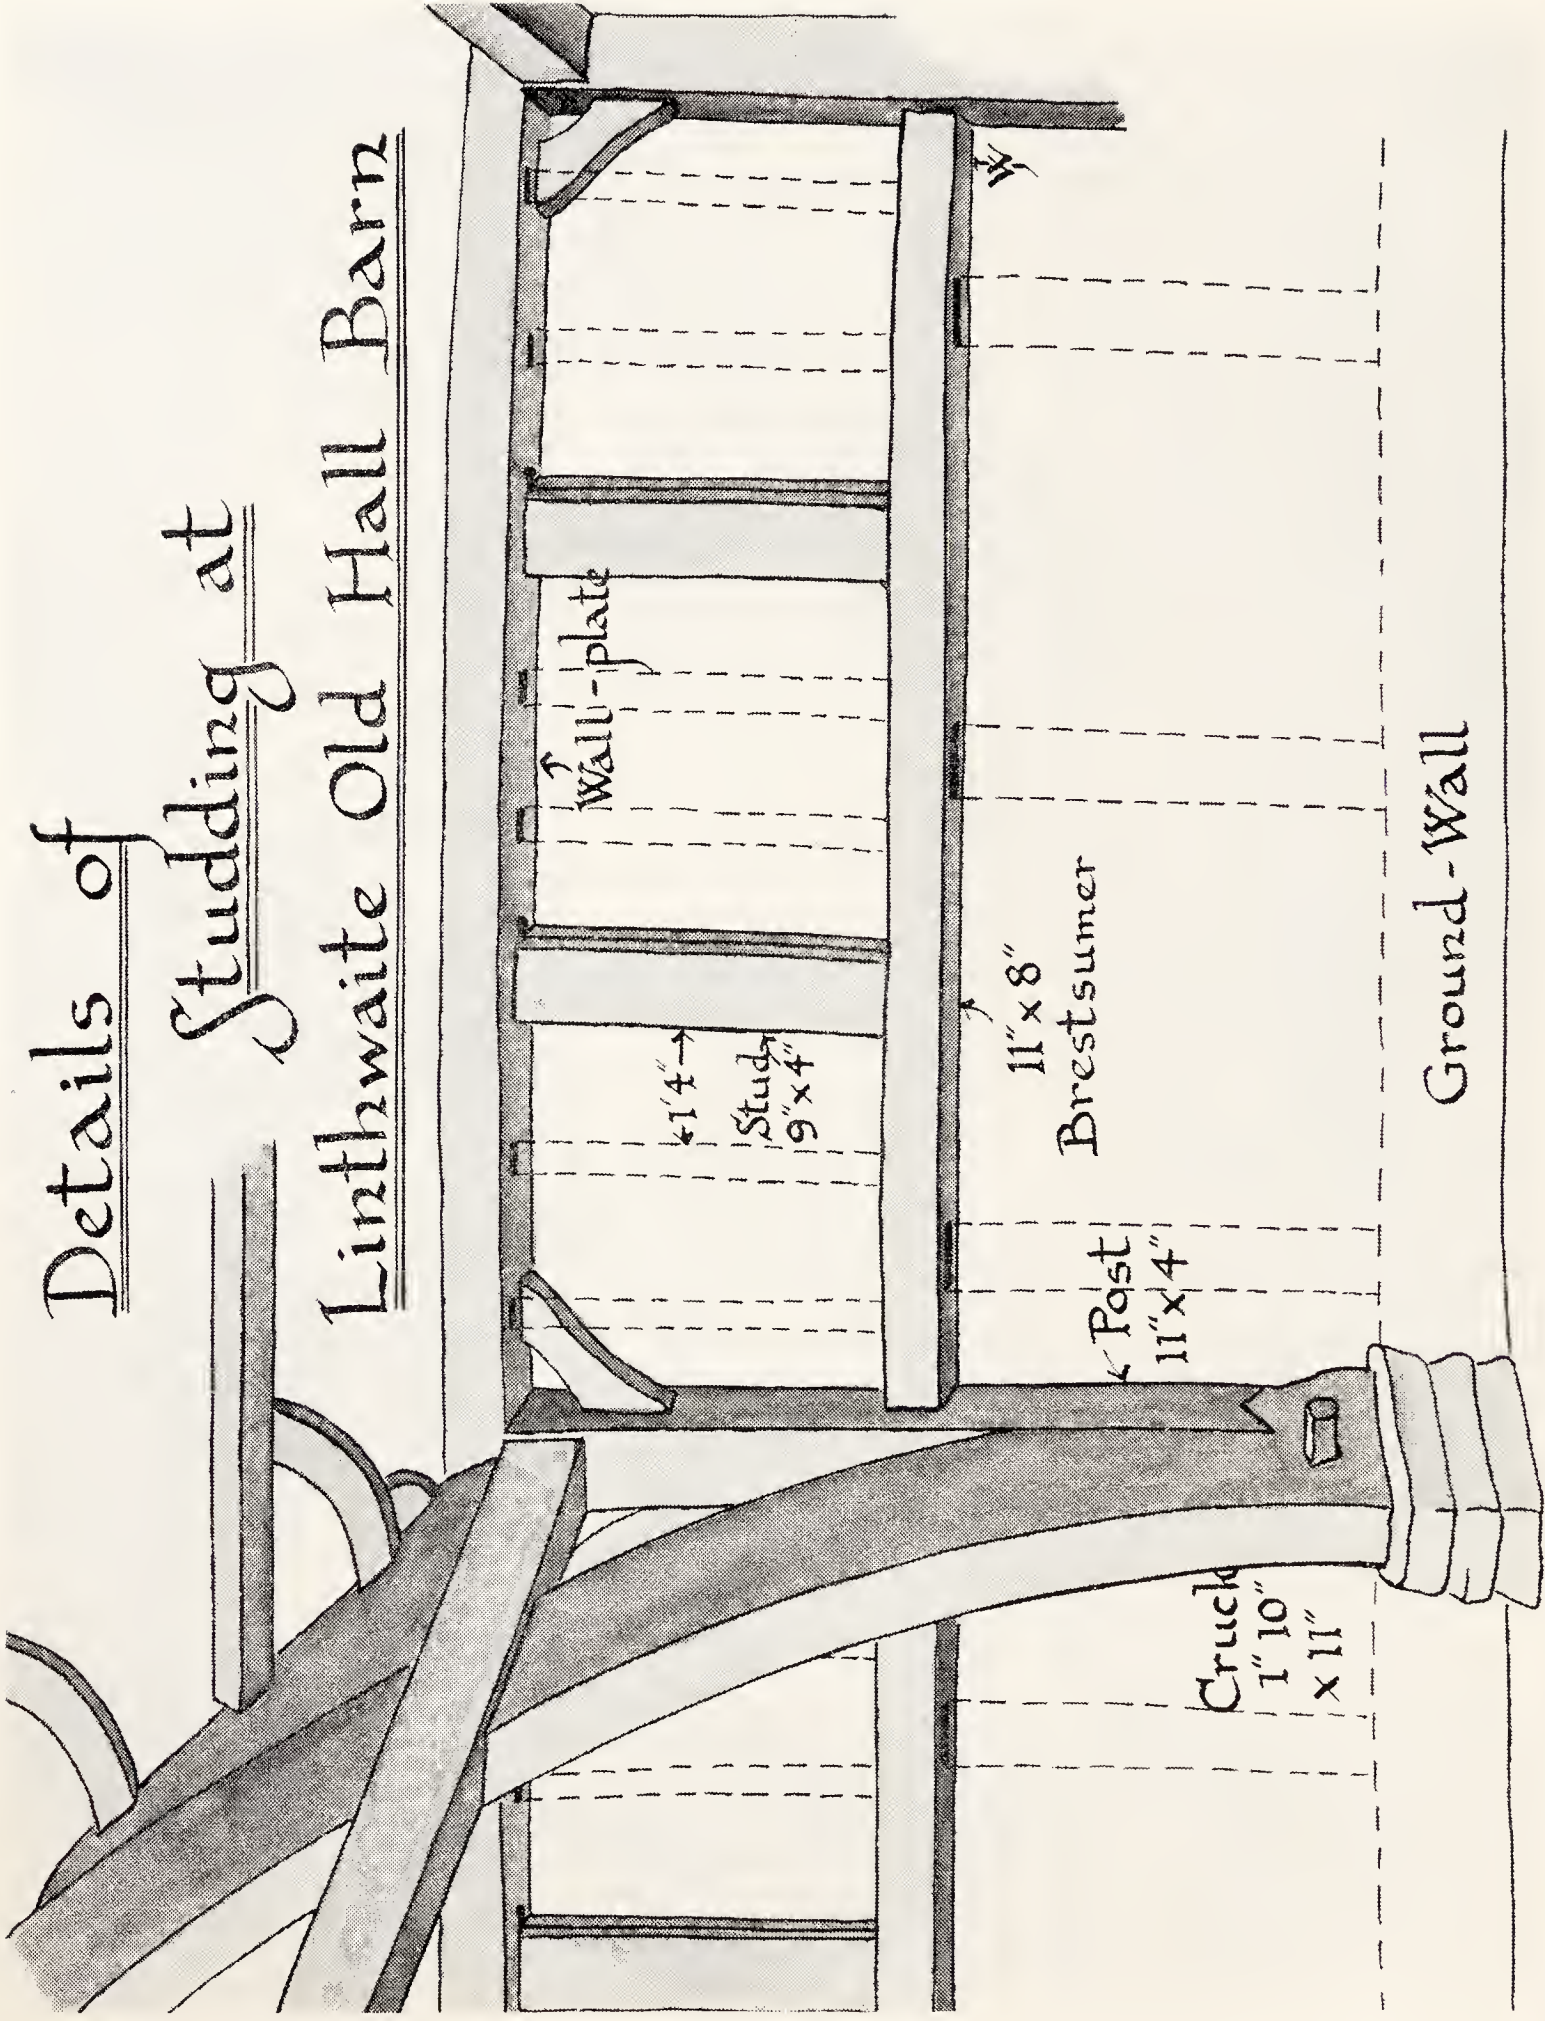 Details of
Studding at
Linthwaite Old Hall Barn
Wall-plate
1'4"
Stud
9"x4"
11"x8"
Brestsumer
Post
11"x4"
Cruck
1"10"
x11"
Ground-Wall